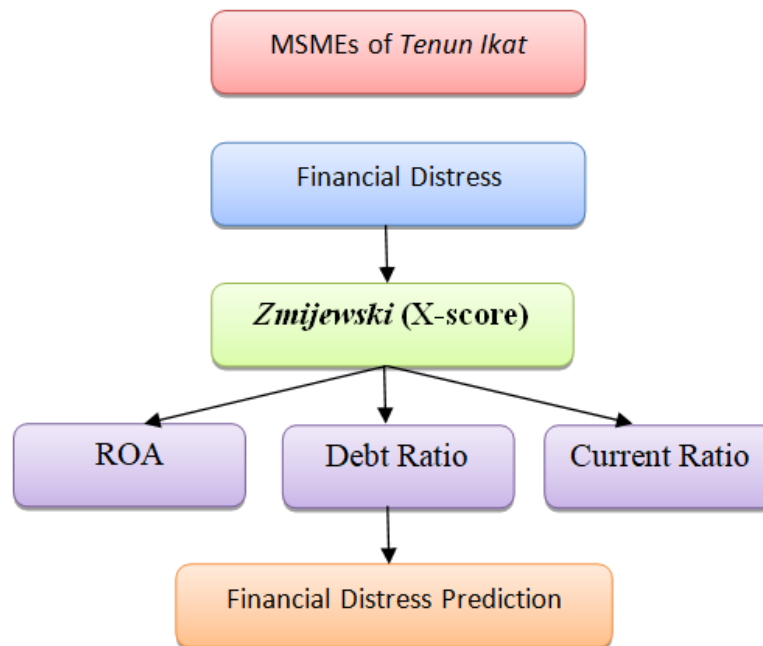 MSMEs of Tenun Ikat
Financial Distress
Zmijewski (X-score)
ROA
Debt Ratio
Current Ratio
Financial Distress Prediction